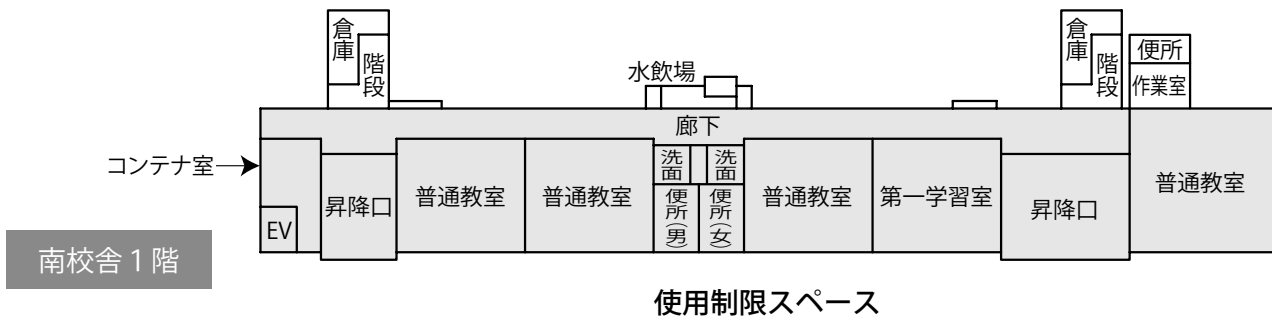 倉庫
階段
水飲場
倉庫
階段
便所
作業室
廊下
コンテナ室
EV
昇降口
普通教室
普通教室
洗面
洗面
便所(男)
便所(女)
普通教室
第一学習室
昇降口
普通教室
南校舎1階
使用制限スペース